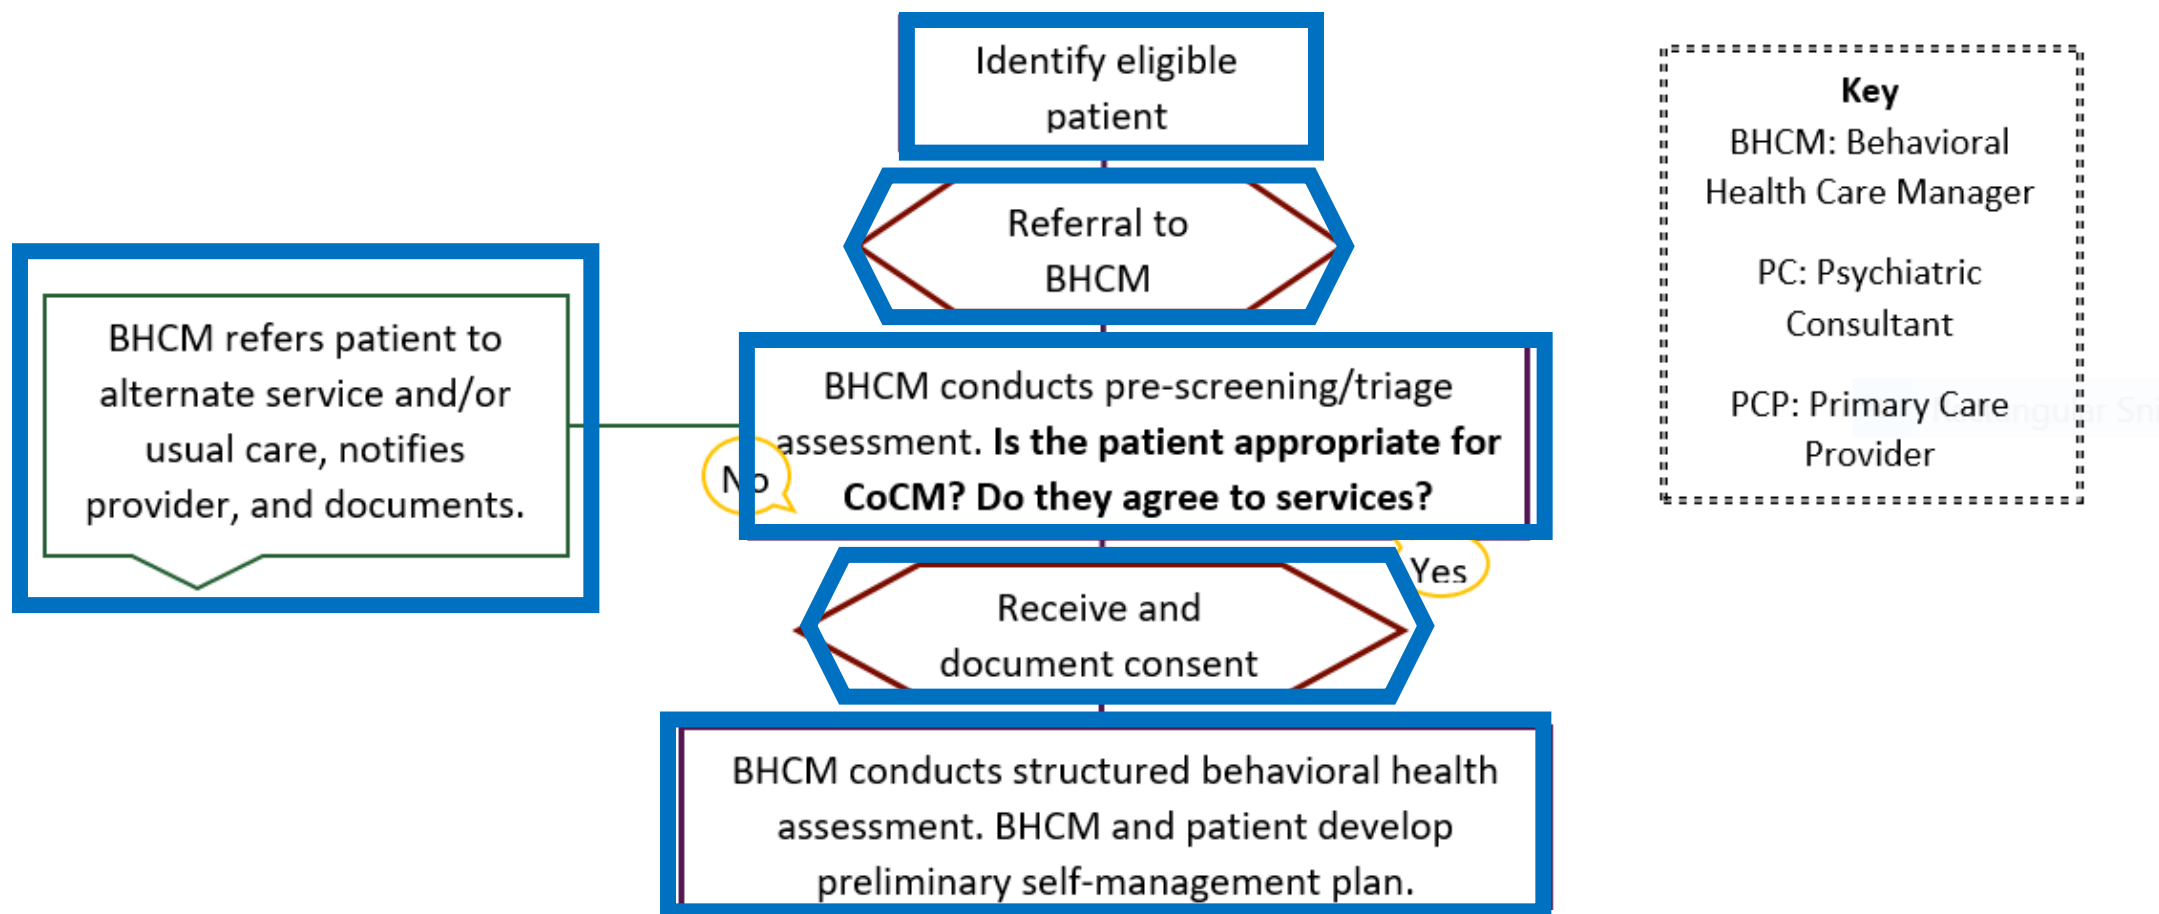 Identify eligible
patient
Referral to
BHCM
BHCM refers patient to
alternate service and/or
usual care, notifies
provider, and documents.
BHCM conducts pre-screening/triage
assessment. Is the patient appropriate for
CoCM? Do they agree to services?
No
Yes
Receive and
document consent
BHCM conducts structured behavioral health
assessment. BHCM and patient develop
preliminary self-management plan.
Key
BHCM: Behavioral
Health Care Manager
PC: Psychiatric
Consultant
PCP: Primary Care
Provider